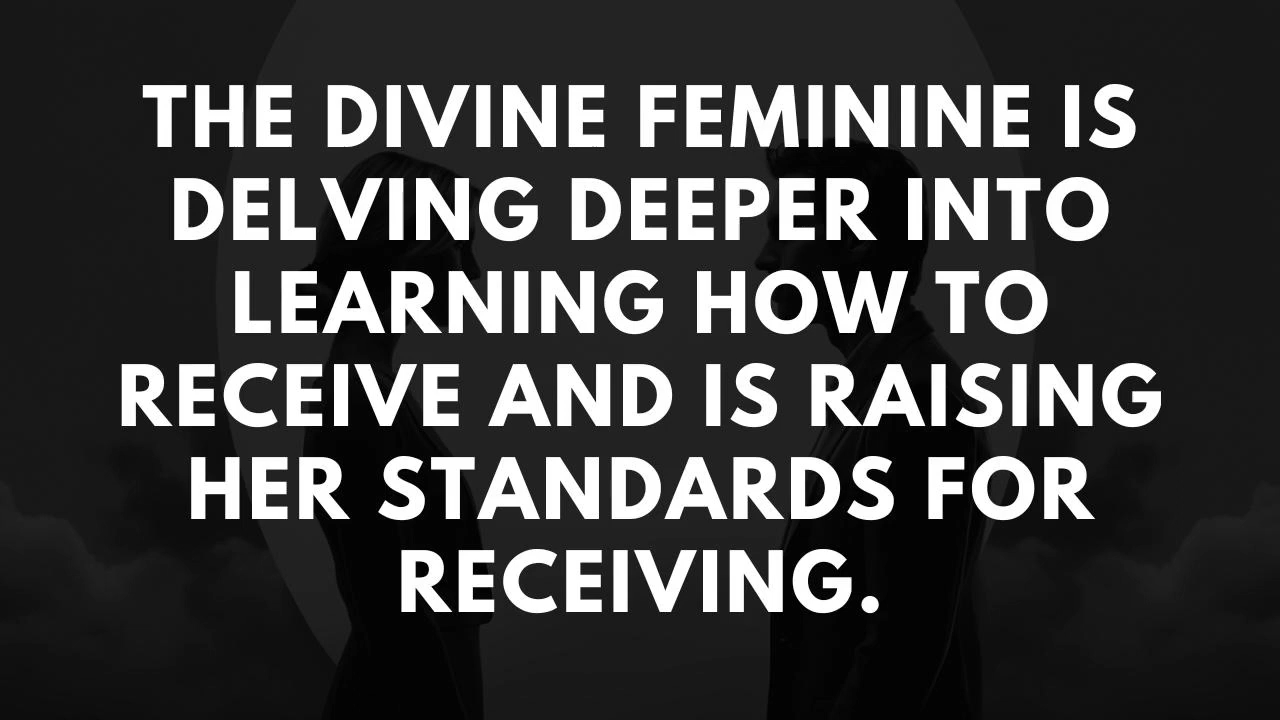 THE DIVINE FEMININE IS
DELVING DEEPER INTO
LEARNING HOW TO
RECEIVE AND IS RAISING
HER STANDARDS FOR
RECEIVING.